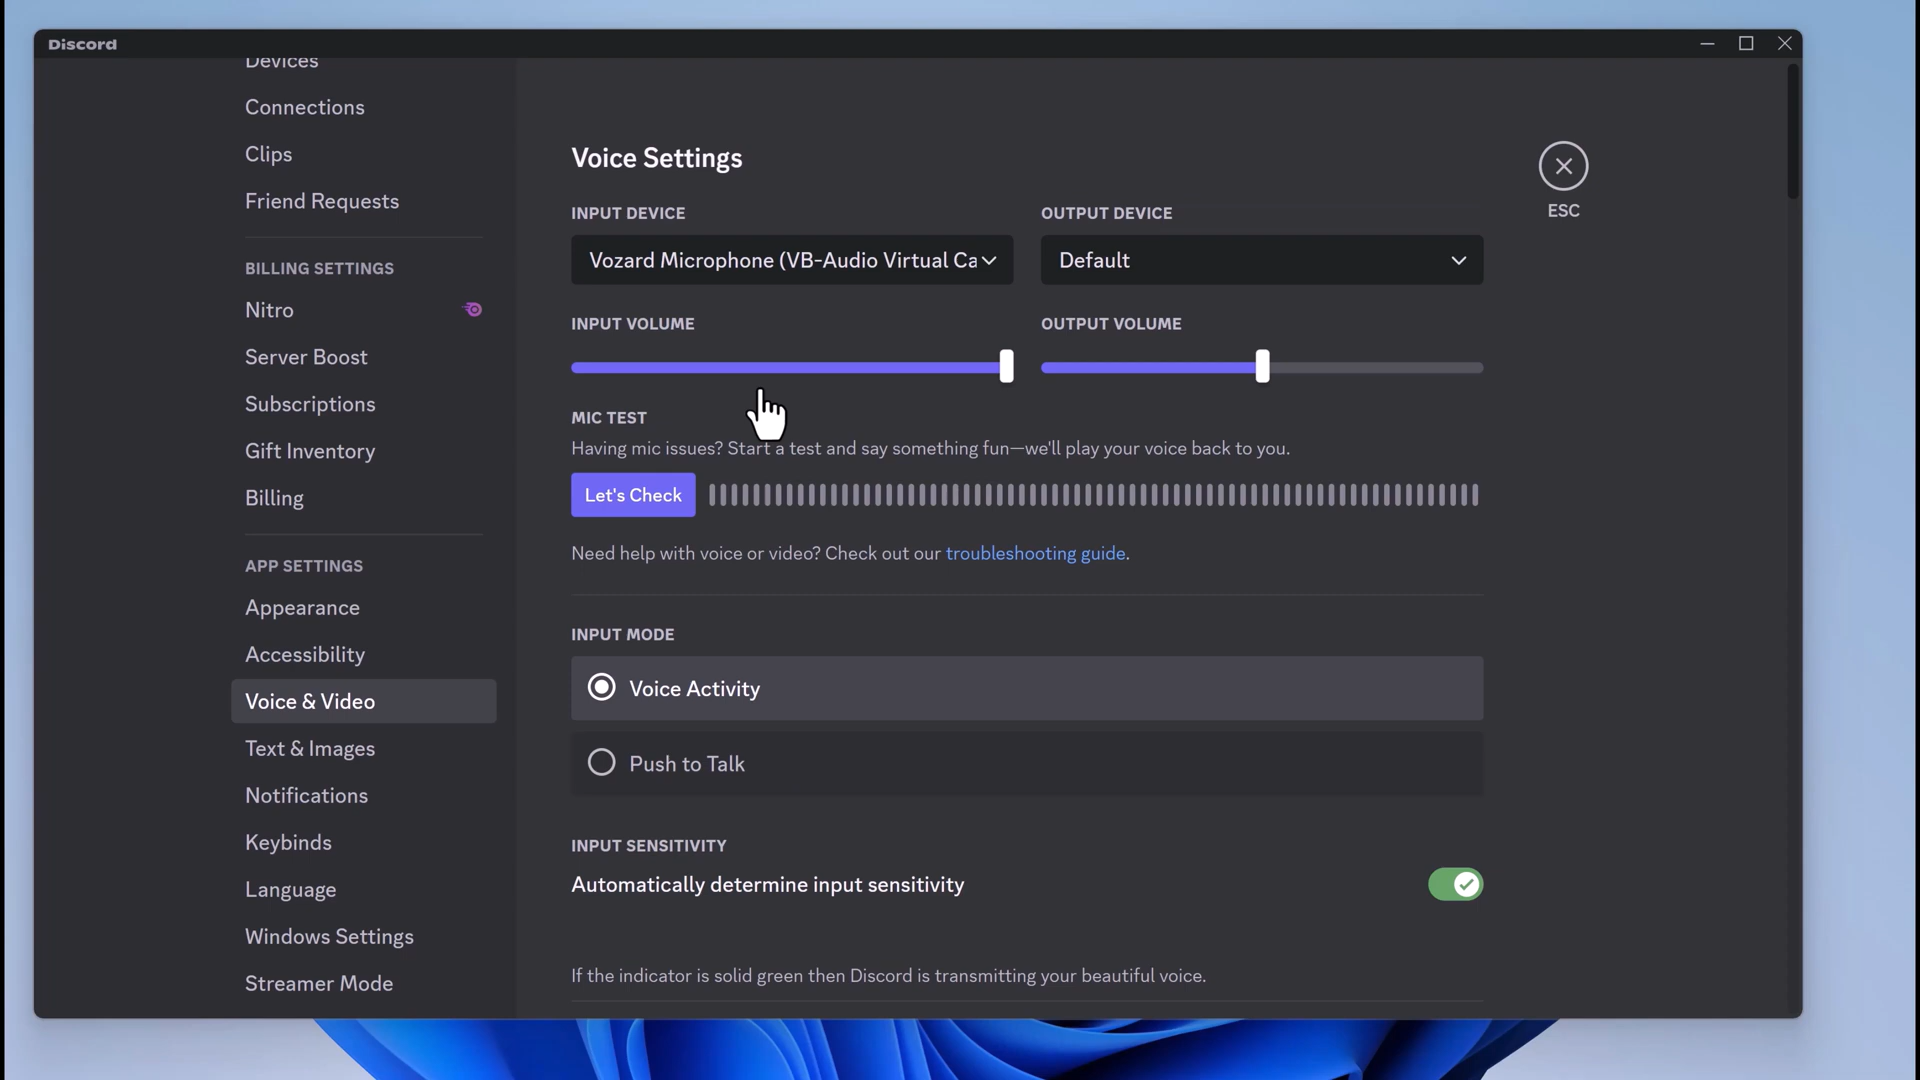 Discord
Devices
Connections
Clips
Friend Requests
BILLING SETTINGS
Nitro
Server Boost
Subscriptions
Gift Inventory
Billing
APP SETTINGS
Appearance
Accessibility
Voice & Video
Text & Images
Notifications
Keybinds
Language
Windows Settings
Streamer Mode
Voice Settings
ESC
INPUT DEVICE
OUTPUT DEVICE
Vozard Microphone (VB-Audio Virtual Ca
Default
INPUT VOLUME
OUTPUT VOLUME
MIC TEST
Having mic issues? Start a test and say something fun—we'll play your voice back to you.
Let's Check
Need help with voice or video? Check out our troubleshooting guide.
INPUT MODE
Voice Activity
Push to Talk
INPUT SENSITIVITY
Automatically determine input sensitivity
If the indicator is solid green then Discord is transmitting your beautiful voice.